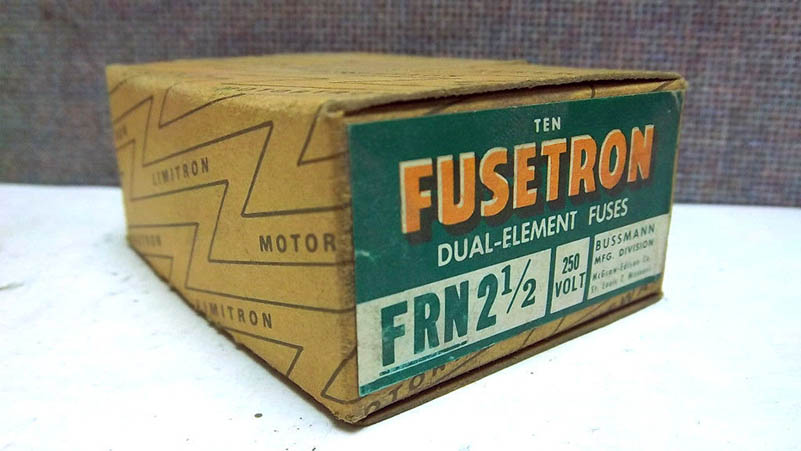 TEN
FUSETRON
DUAL-ELEMENT FUSES
FRN 2½
250
VOLT
BUSSMANN
MFG. DIVISION
McGraw-Edison Co.
St. Louis 7, Missouri
LIMITRON
MOTOR
LIMITRON
MOTOR